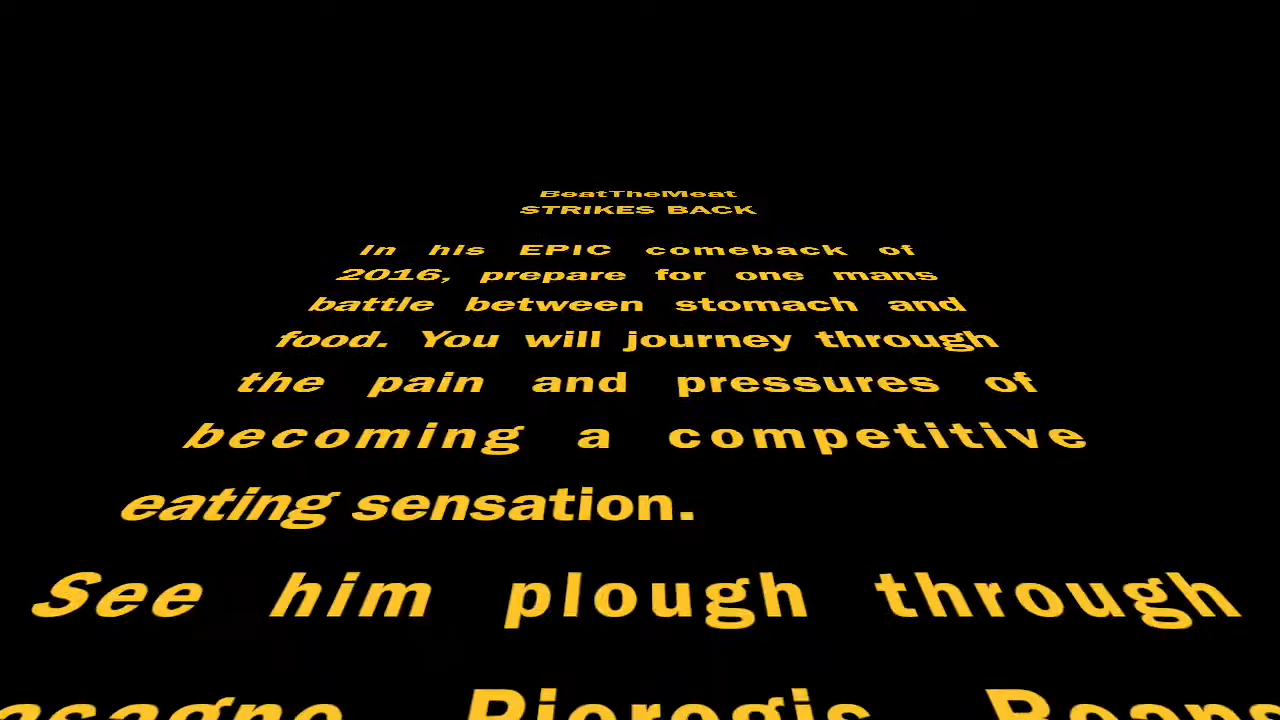 BeatTheMeat
STRIKES BACK
In his EPIC comeback of
2016, prepare for one mans
battle between stomach and
food. You will journey through
the pain and pressures of
becoming a competitive
eating sensation.
See him plough through
Pierogis